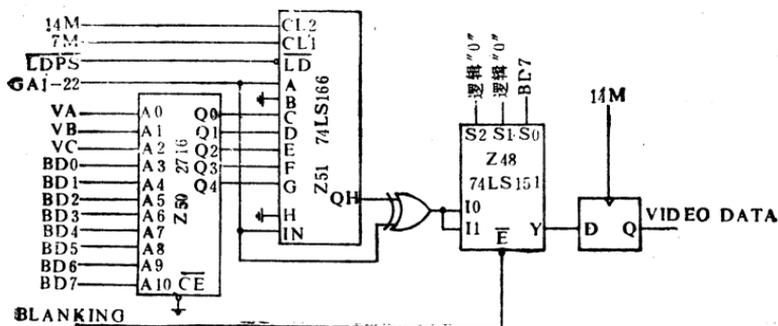 14M
7M
LDPS
GA1-22
VA
VB
VC
BD0
BD1
BD2
BD3
BD4
BD5
BD6
BD7
BLANKING
A0
A1
A2
A3
A4
A5
A6
A7
A8
A9
A10 CE
2716
Z50
Q0
Q1
Q2
Q3
Q4
CL2
CL1
LD
A
B
C
D
E
F
G
H
IN
74LS166
Z51
QH
逻辑"0"
逻辑"0"
BD7
S2 S1 S0
Z48
74LS151
I0
I1
E
Y
14M
D Q
VIDEO DATA